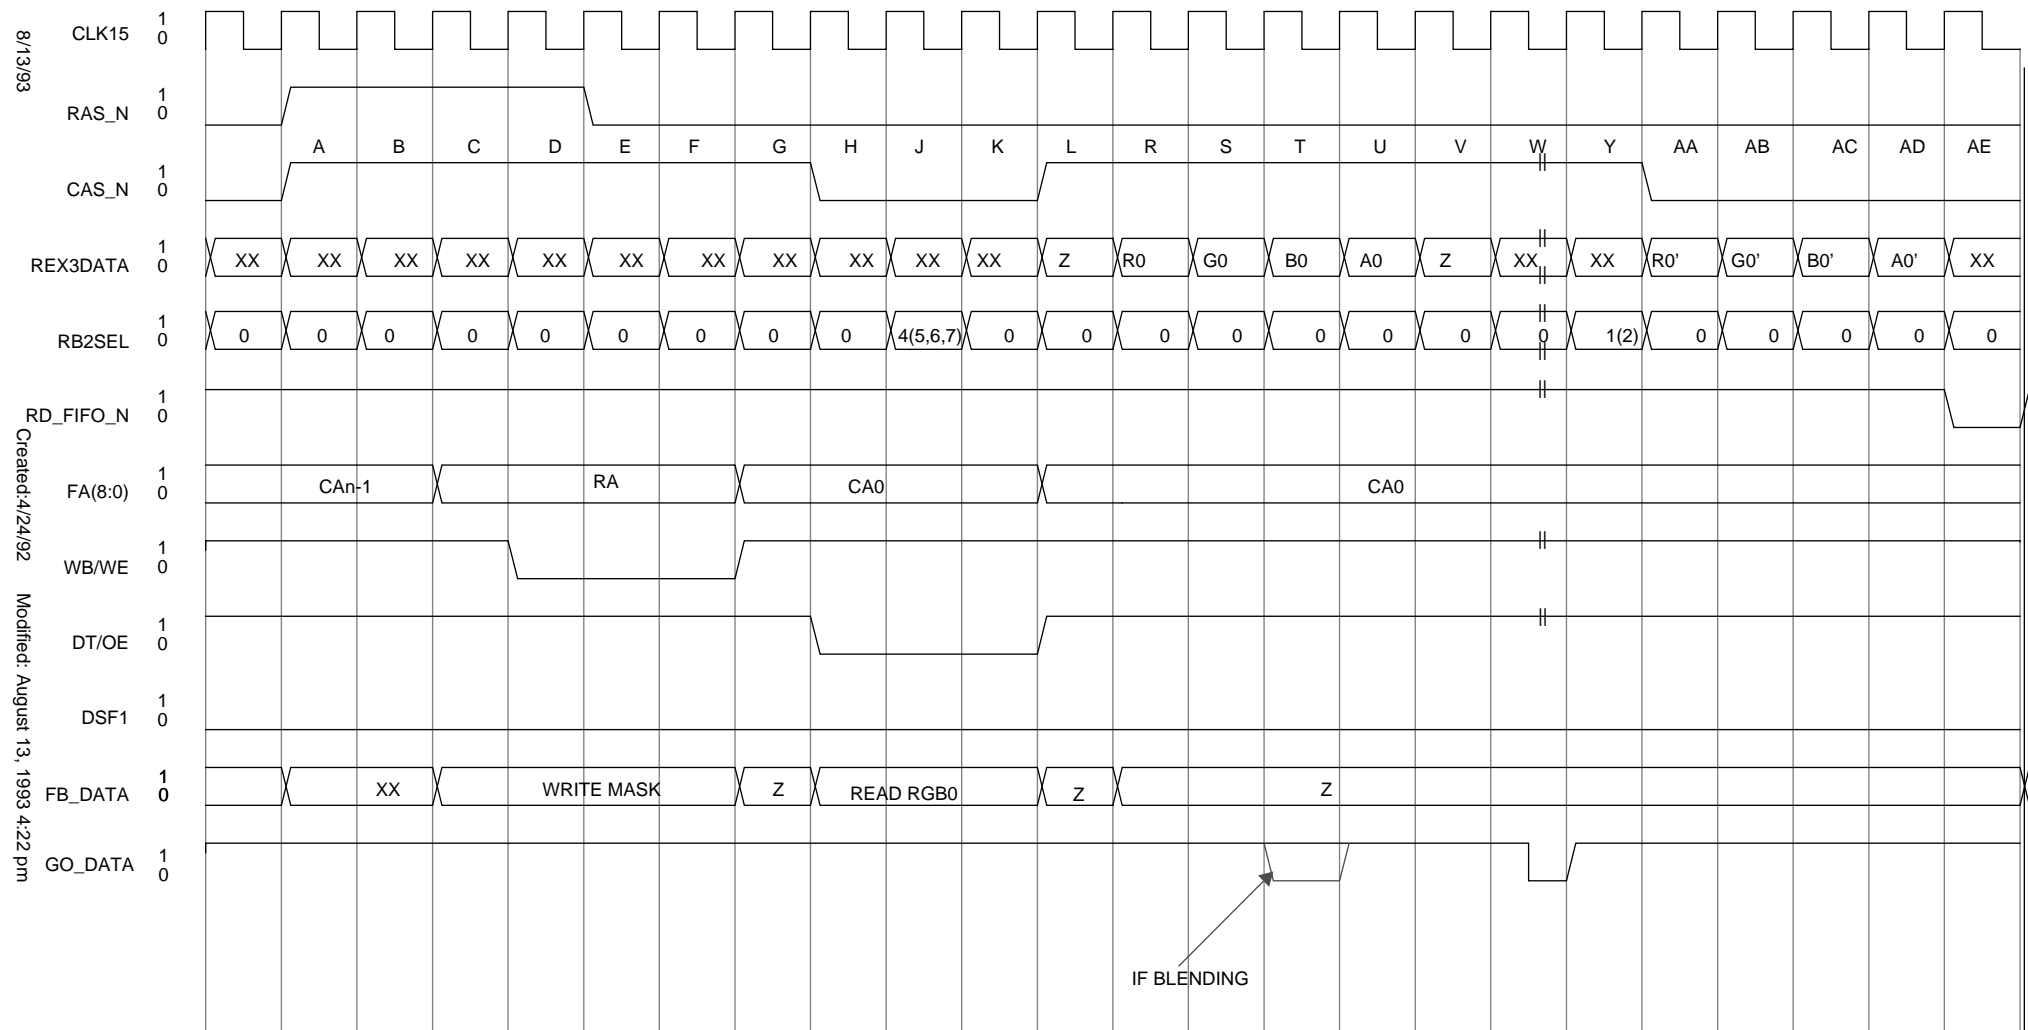 CLK15 1 0
RAS_N 1 0
A B C D E F G H J K L R S T U V W Y AA AB AC AD AE
CAS_N 1 0
REX3DATA 1 0 XX XX XX XX XX XX XX XX XX XX XX Z R0 G0 B0 A0 Z XX XX R0' G0' B0' A0' XX
RB2SEL 1 0 0 0 0 0 0 0 0 0 0 4(5,6,7) 0 0 0 0 0 0 0 0 1(2) 0 0 0 0 0
RD_FIFO_N 1 0
FA(8:0) 1 0 CAn-1 RA CA0 CA0
WB/WE 1 0
DT/OE 1 0
DSF1 1 0
FB_DATA 1 0 XX WRITE MASK Z READ RGB0 Z Z
GO_DATA 1 0
IF BLENDING
8/13/93
Created:4/24/92 Modified: August 13, 1993 4:22 pm